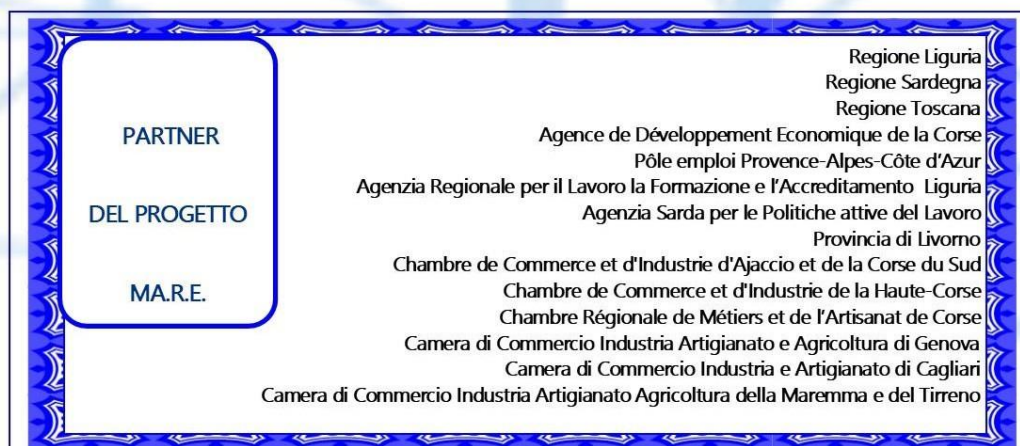 PARTNER
DEL PROGETTO
MA.R.E.
Regione Liguria
Regione Sardegna
Regione Toscana
Agence de Développement Economique de la Corse
Pôle emploi Provence-Alpes-Côte d'Azur
Agenzia Regionale per il Lavoro la Formazione e l'Accreditamento Liguria
Agenzia Sarda per le Politiche attive del Lavoro
Provincia di Livorno
Chambre de Commerce et d'Industrie d'Ajaccio et de la Corse du Sud
Chambre de Commerce et d'Industrie de la Haute-Corse
Chambre Régionale de Métiers et de l'Artisanat de Corse
Camera di Commercio Industria Artigianato e Agricoltura di Genova
Camera di Commercio Industria e Artigianato di Cagliari
Camera di Commercio Industria Artigianato Agricoltura della Maremma e del Tirreno